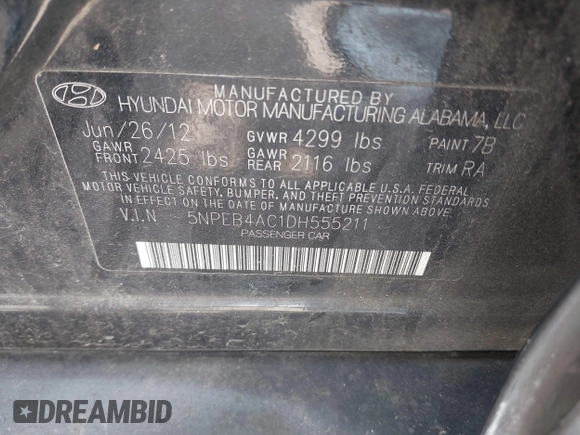 MANUFACTURED BY
HYUNDAI MOTOR MANUFACTURING ALABAMA, LLC
Jun/26/12 GVWR 4299 lbs PAINT 7B
GAWR FRONT 2425 lbs GAWR REAR 2116 lbs TRIM RA
THIS VEHICLE CONFORMS TO ALL APPLICABLE U.S.A. FEDERAL
MOTOR VEHICLE SAFETY, BUMPER, AND THEFT PREVENTION STANDARDS
IN EFFECT ON THE DATE OF MANUFACTURE SHOWN ABOVE.
V.I.N 5NPEB4AC1DH555211
PASSENGER CAR
DREAMBID